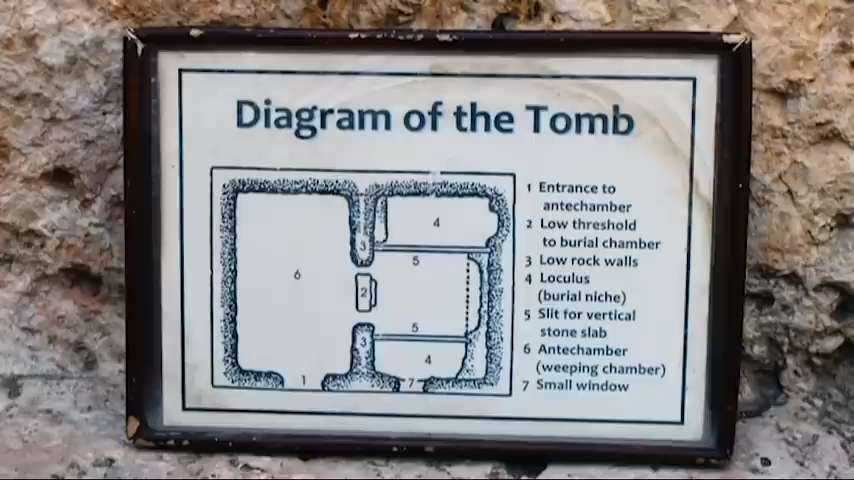 Diagram of the Tomb
4
3
5
6
2
5
3
4
1
7
1 Entrance to
antechamber
2 Low threshold
to burial chamber
3 Low rock walls
4 Loculus
(burial niche)
5 Slit for vertical
stone slab
6 Antechamber
(weeping chamber)
7 Small window